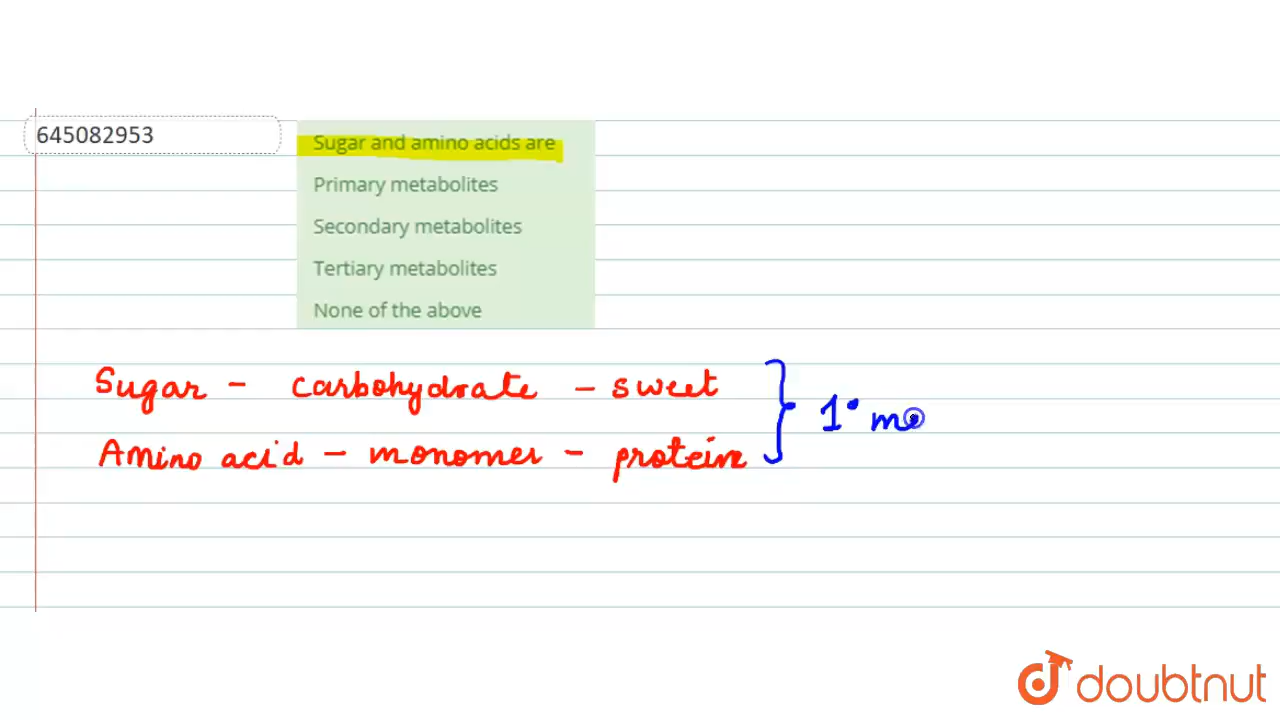 645082953
Sugar and amino acids are
Primary metabolites
Secondary metabolites
Tertiary metabolites
None of the above
Sugar - carbohydrate - sweet
Amino acid - monomer - protein
1° me
doubtnut